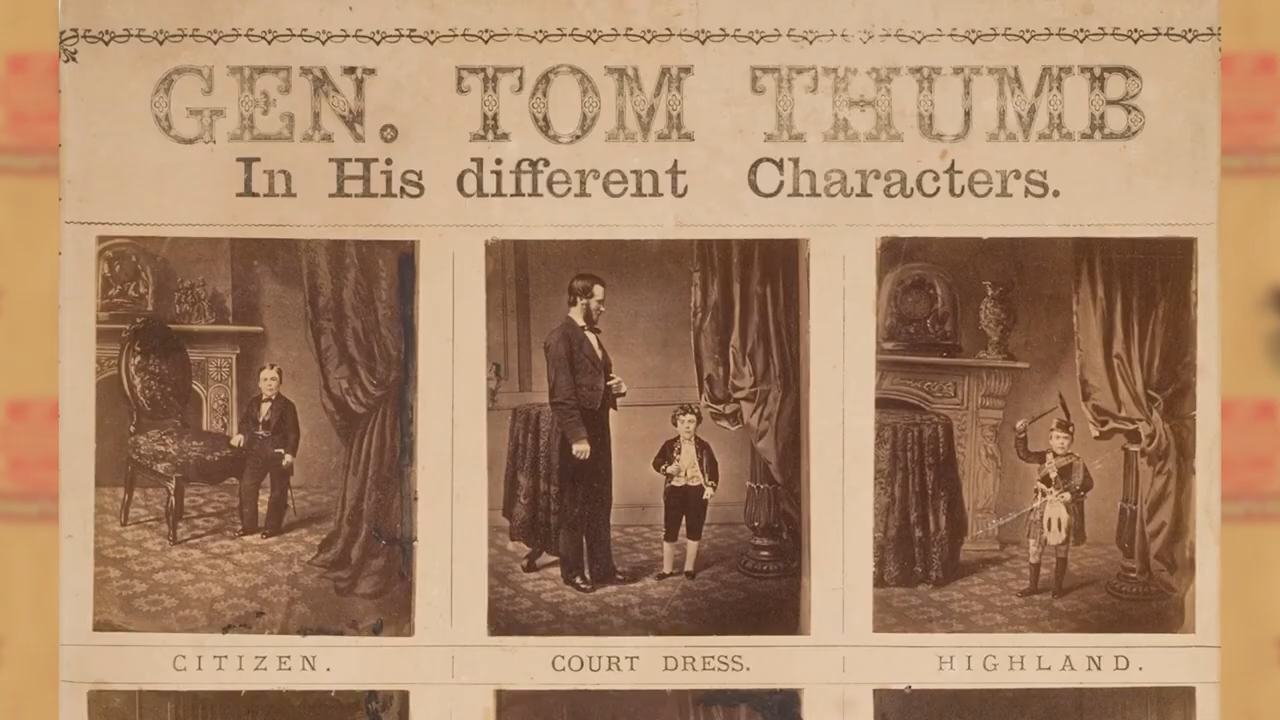 GEN. TOM THUMB
In His different Characters.
CITIZEN.
COURT DRESS.
HIGHLAND.